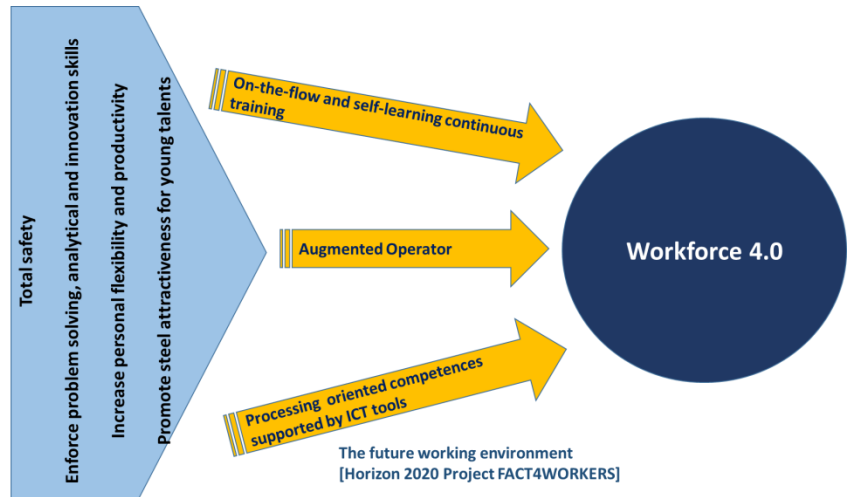 Total safety
Enforce problem solving, analytical and innovation skills
Increase personal flexibility and productivity
Promote steel attractiveness for young talents
On-the-flow and self-learning continuous
training
Augmented Operator
Processing oriented competences
supported by ICT tools
Workforce 4.0
The future working environment
[Horizon 2020 Project FACT4WORKERS]